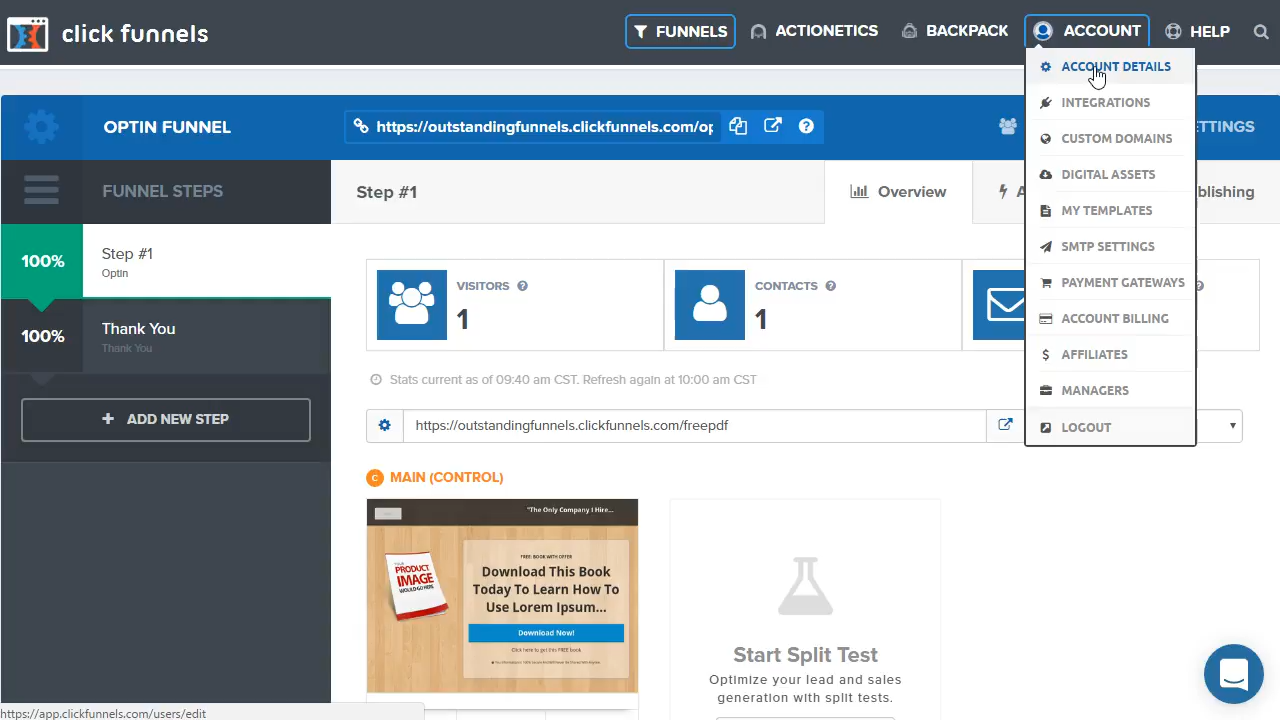 click funnels
FUNNELS
ACTIONETICS
BACKPACK
ACCOUNT
HELP
ACCOUNT DETAILS
INTEGRATIONS
CUSTOM DOMAINS
DIGITAL ASSETS
MY TEMPLATES
SMTP SETTINGS
PAYMENT GATEWAYS
ACCOUNT BILLING
AFFILIATES
MANAGERS
LOGOUT
OPTIN FUNNEL
https://outstandingfunnels.clickfunnels.com/op
TTINGS
FUNNEL STEPS
Step #1
Overview
A
blishing
100%
Step #1
Optin
100%
Thank You
Thank You
+ ADD NEW STEP
VISITORS
1
CONTACTS
1
Stats current as of 09:40 am CST. Refresh again at 10:00 am CST
https://outstandingfunnels.clickfunnels.com/freepdf
C MAIN (CONTROL)
"The Only Company I Hire...
YOUR
PRODUCT
IMAGE
WOULD GO HERE
FREE BOOK WITH OFFER
Download This Book
Today To Learn How To
Use Lorem Ipsum...
Download Now!
Click here to get this FREE book
Start Split Test
Optimize your lead and sales
generation with split tests.
https://app.clickfunnels.com/users/edit